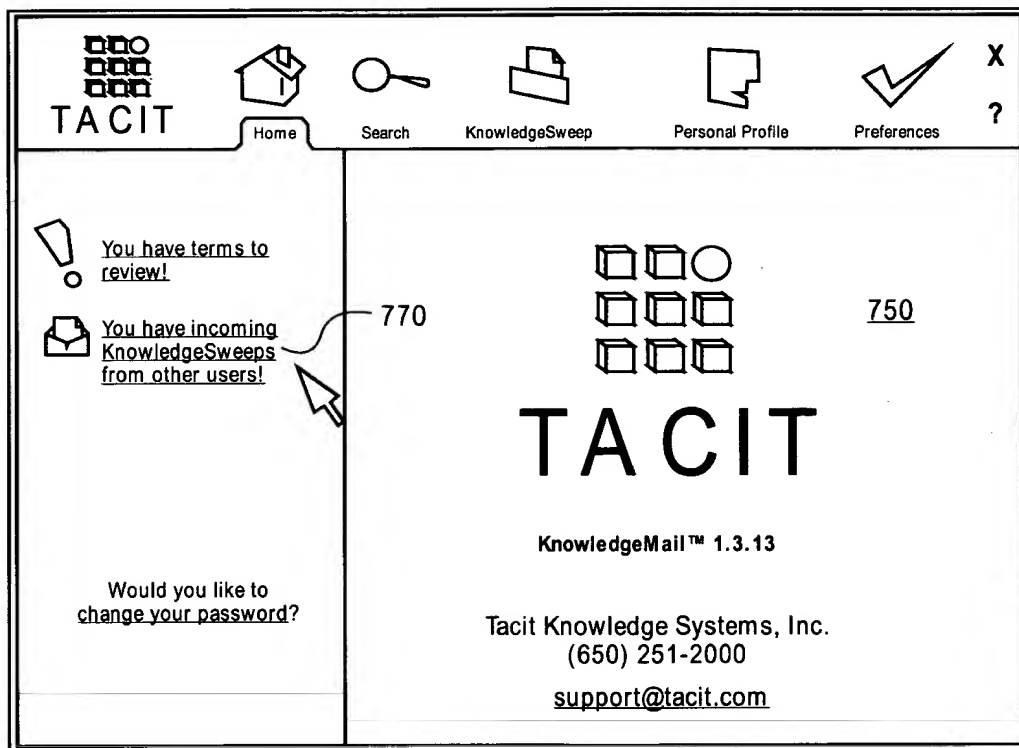 TACIT
Home
Search
KnowledgeSweep
Personal Profile
Preferences
X
?
You have terms to
review!
You have incoming
KnowledgeSweeps
from other users!
770
Would you like to
change your password?
750
TACIT
KnowledgeMail™ 1.3.13
Tacit Knowledge Systems, Inc.
(650) 251-2000
support@tacit.com